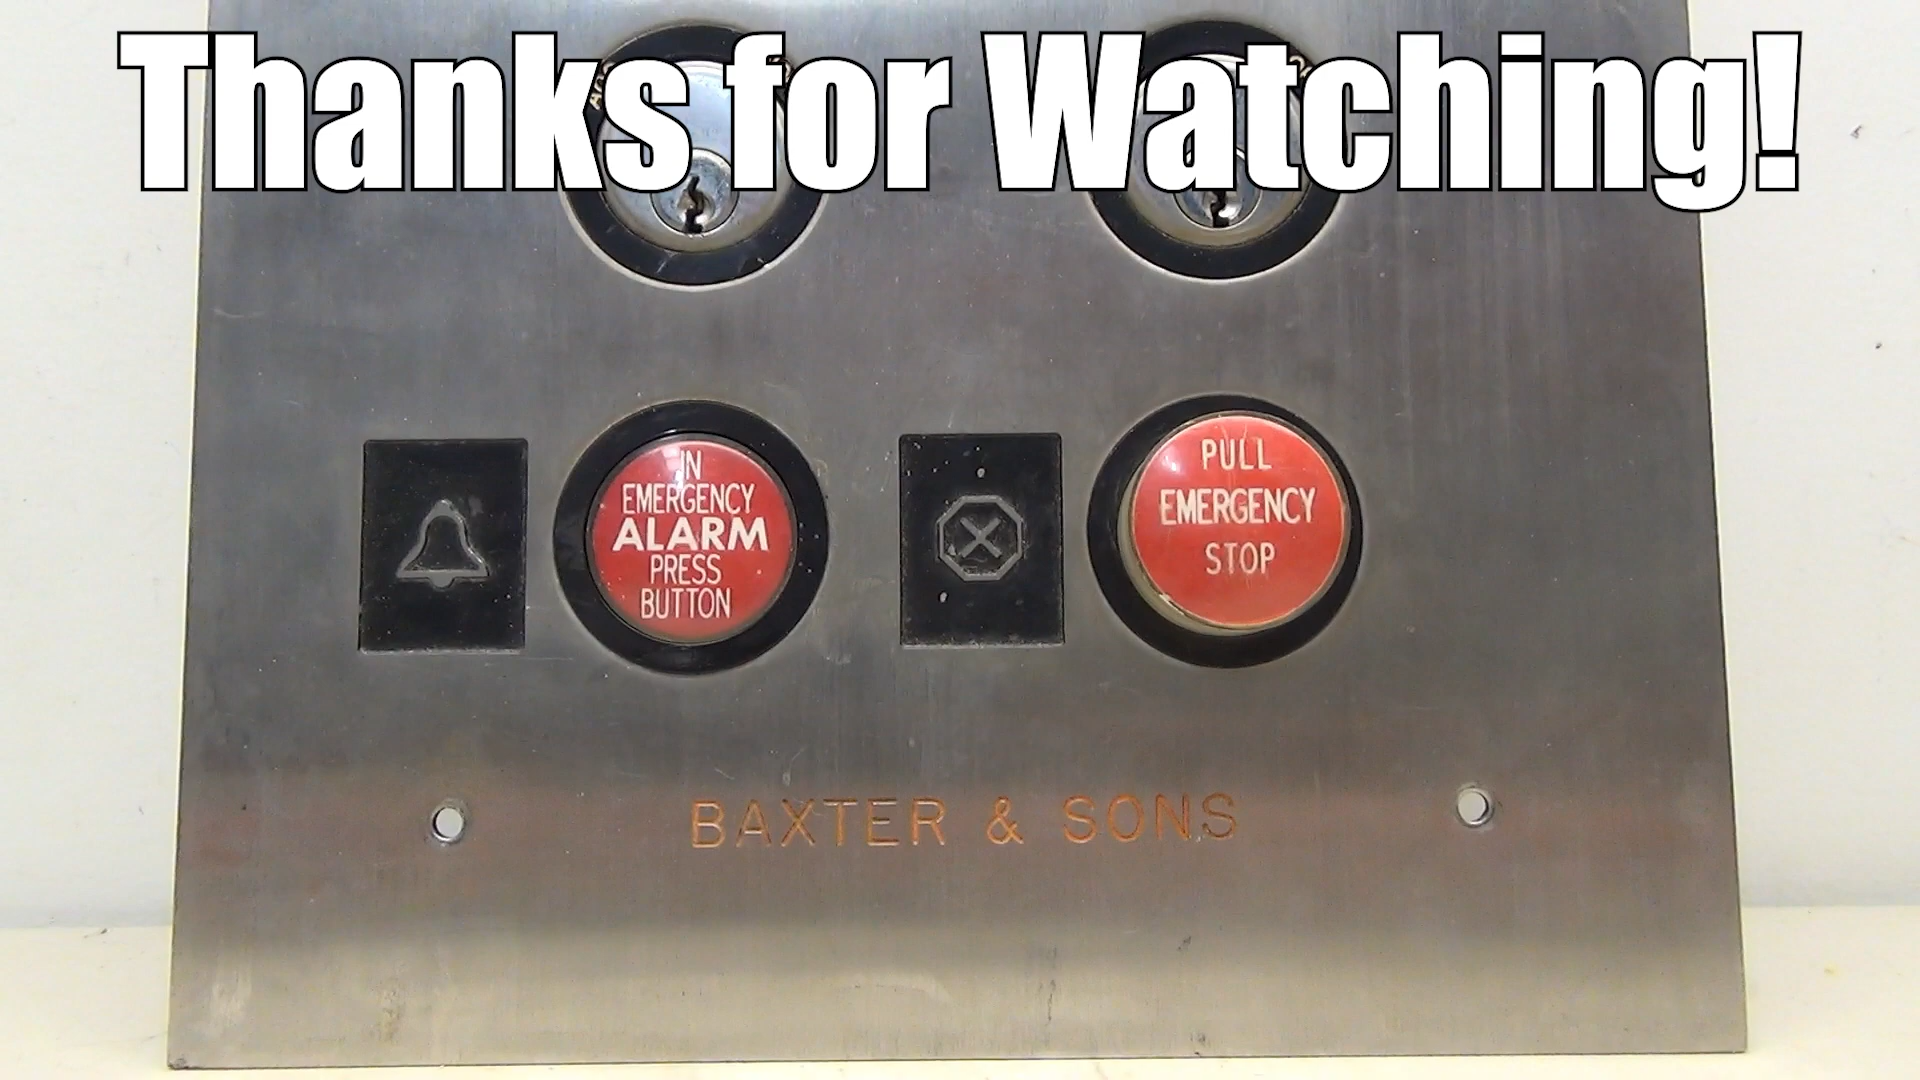 Thanks for Watching!
IN
EMERGENCY
ALARM
PRESS
BUTTON
PULL
EMERGENCY
STOP
BAXTER & SONS